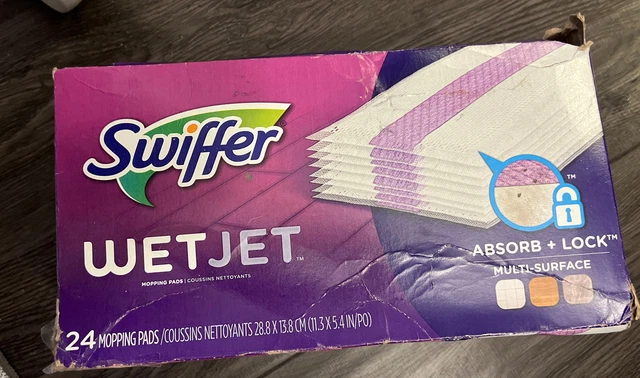 Swiffer
WETJET™
MOPPING PADS | COUSSINS NETTOYANTS
24 MOPPING PADS / COUSSINS NETTOYANTS 28.8 X 13.8 CM (11.3 X 5.4 IN/PO)
™
ABSORB + LOCK™
MULTI-SURFACE